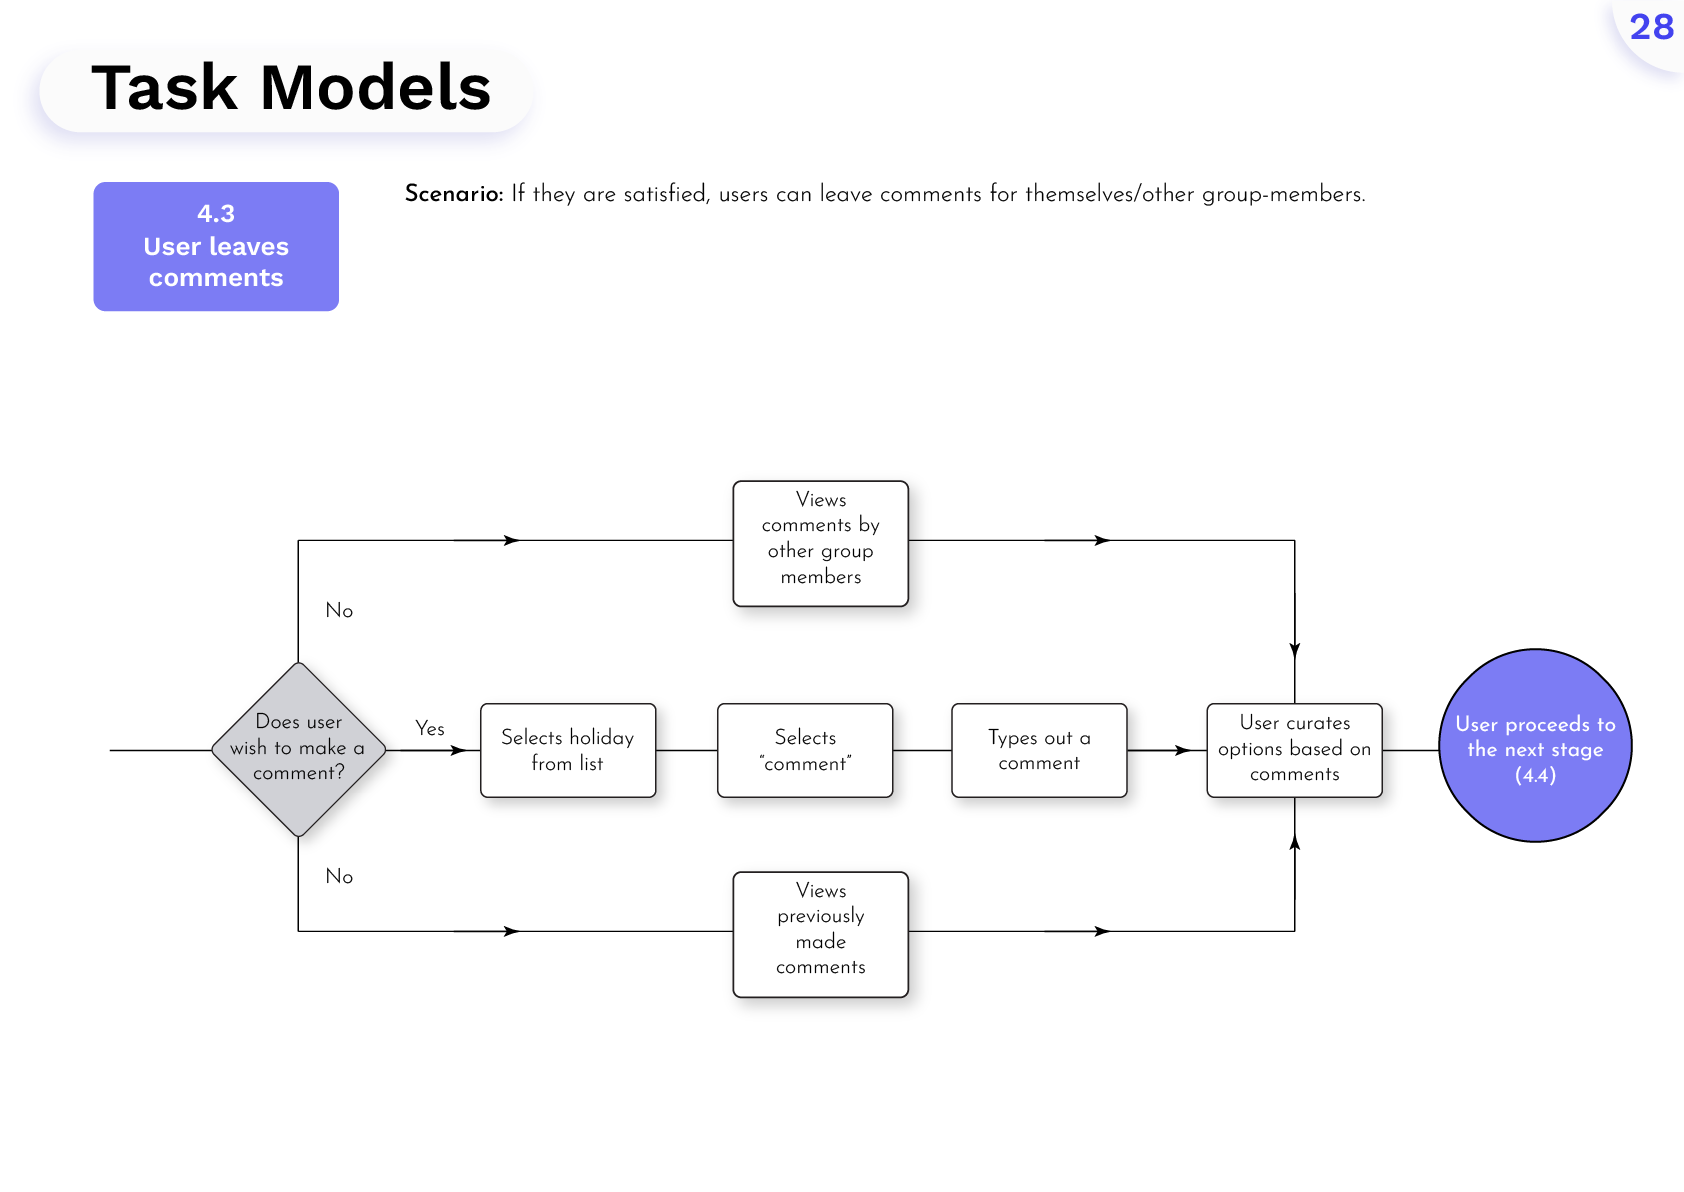 28
Task Models
4.3
User leaves
comments
Scenario: If they are satisfied, users can leave comments for themselves/other group-members.
Views
comments by
other group
members
No
Does user
wish to make a
comment?
Yes
Selects holiday
from list
Selects
“comment”
Types out a
comment
User curates
options based on
comments
User proceeds to
the next stage
(4.4)
No
Views
previously
made
comments